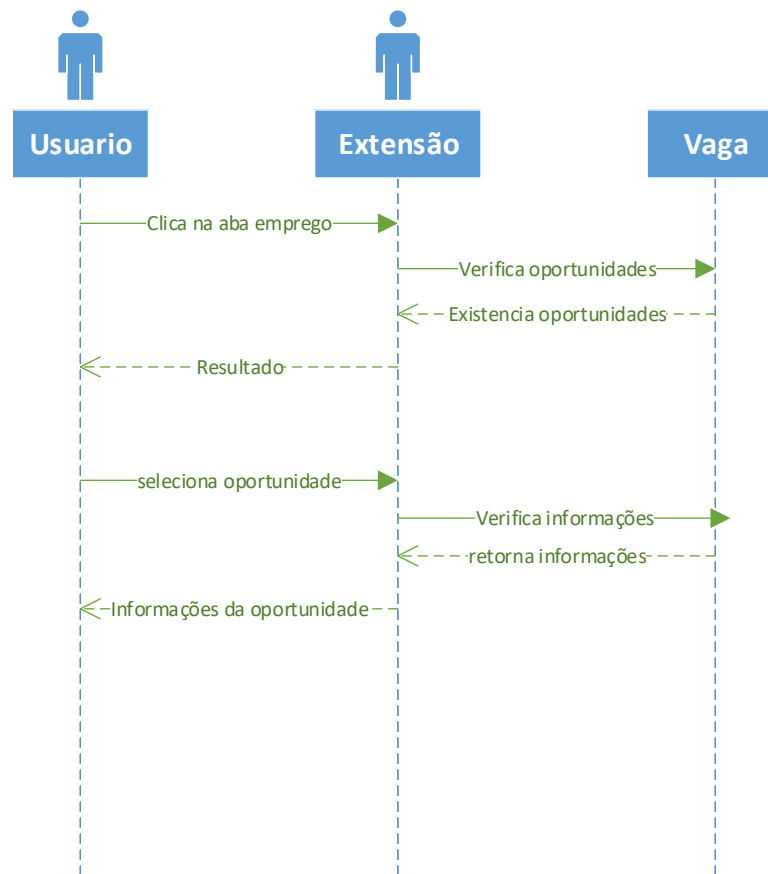 Usuario
Extensão
Vaga
Clica na aba emprego
Verifica oportunidades
Existencia oportunidades
Resultado
seleciona oportunidade
Verifica informações
retorna informações
Informações da oportunidade